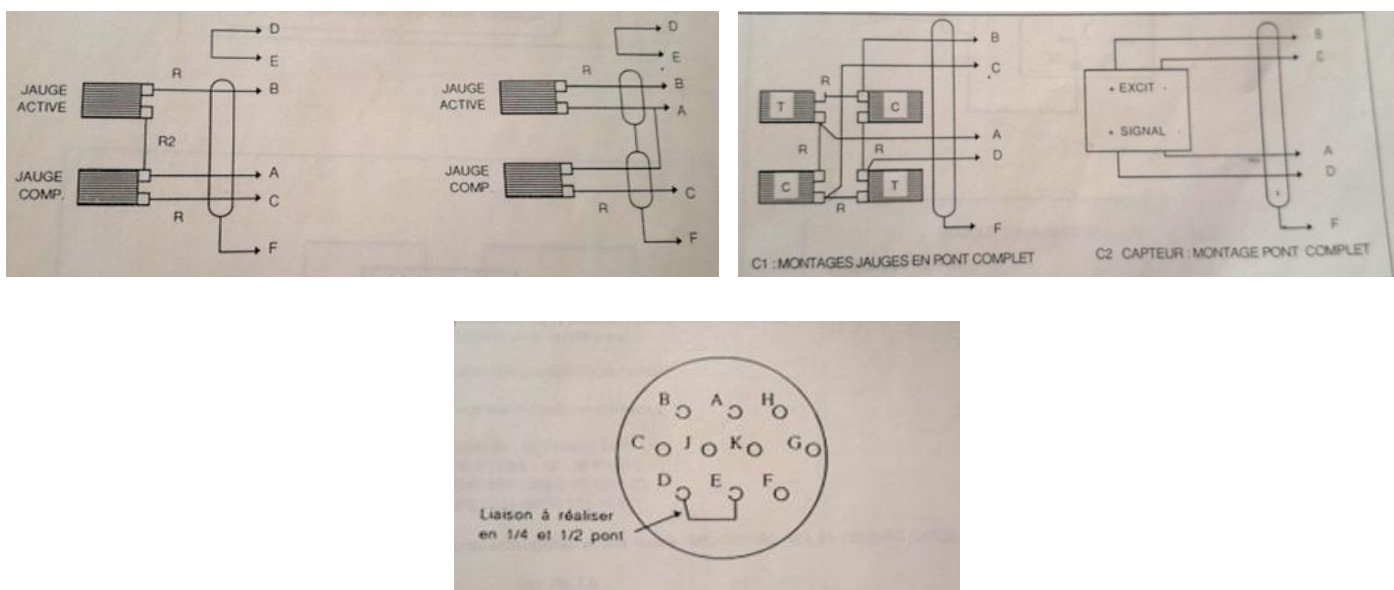 D
E
R
JAUGE
ACTIVE
B
R2
JAUGE
COMP.
A
C
R
F
D
E
R
JAUGE
ACTIVE
B
A
JAUGE
COMP.
C
R
F
B
C
R
T
C
A
R
R
D
C
T
R
F
C1 : MONTAGES JAUGES EN PONT COMPLET
B
C
+ EXCIT -
+ SIGNAL -
A
D
F
C2 CAPTEUR : MONTAGE PONT COMPLET
B A H
C J K G
D E F
Liaison à réaliser
en 1/4 et 1/2 pont